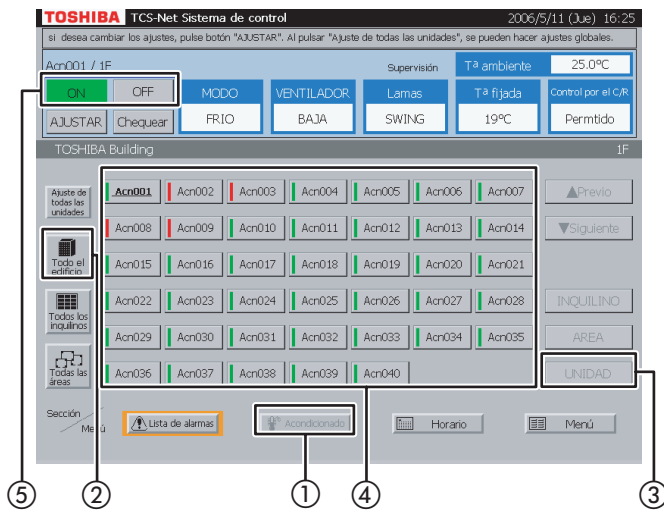 TOSHIBA TCS-Net Sistema de control 2006/5/11 (Jue) 16:25
si desea cambiar los ajustes, pulse botón "AJUSTAR". Al pulsar "Ajuste de todas las unidades", se pueden hacer ajustes globales.
Acn001 / 1F Supervisión Tª ambiente 25.0ºC
ON OFF MODO VENTILADOR Lamas Tª fijada Control por el C/R
AJUSTAR Chequear FRIO BAJA SWING 19ºC Permtido
TOSHIBA Building 1F
Ajuste de todas las unidades
Acn001 Acn002 Acn003 Acn004 Acn005 Acn006 Acn007 ▲Previo
Acn008 Acn009 Acn010 Acn011 Acn012 Acn013 Acn014 ▼Siguiente
Todo el edificio
Acn015 Acn016 Acn017 Acn018 Acn019 Acn020 Acn021
Acn022 Acn023 Acn024 Acn025 Acn026 Acn027 Acn028 INQUILINO
Todos los inquilinos
Acn029 Acn030 Acn031 Acn032 Acn033 Acn034 Acn035 AREA
Todas las áreas
Acn036 Acn037 Acn038 Acn039 Acn040 UNIDAD
Sección Menú Lista de alarmas Acondicionado Horario Menú
⑤ ② ① ④ ③